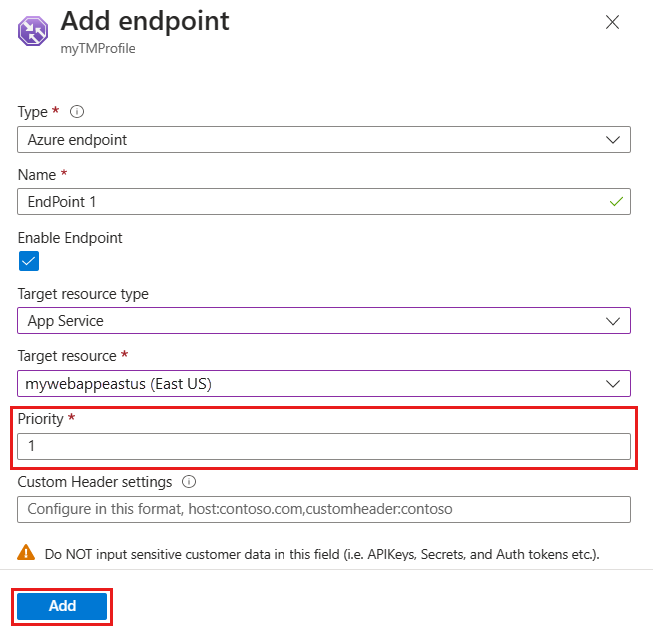 Add endpoint
myTMProfile
Type *
Azure endpoint
Name *
EndPoint 1
Enable Endpoint
Target resource type
App Service
Target resource *
mywebappeastus (East US)
Priority *
1
Custom Header settings
Configure in this format, host:contoso.com,customheader:contoso
Do NOT input sensitive customer data in this field (i.e. APIKeys, Secrets, and Auth tokens etc.).
Add